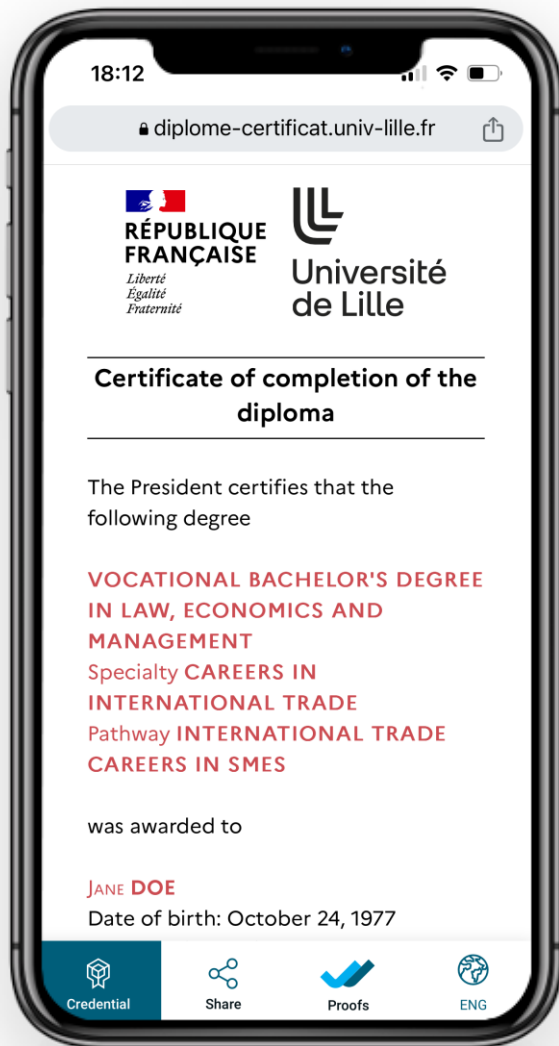 18:12
diplome-certificat.univ-lille.fr
RÉPUBLIQUE
FRANÇAISE
Liberté
Égalité
Fraternité
Université
de Lille
Certificate of completion of the
diploma
The President certifies that the
following degree
VOCATIONAL BACHELOR'S DEGREE
IN LAW, ECONOMICS AND
MANAGEMENT
Specialty CAREERS IN
INTERNATIONAL TRADE
Pathway INTERNATIONAL TRADE
CAREERS IN SMES
was awarded to
JANE DOE
Date of birth: October 24, 1977
Credential
Share
Proofs
ENG